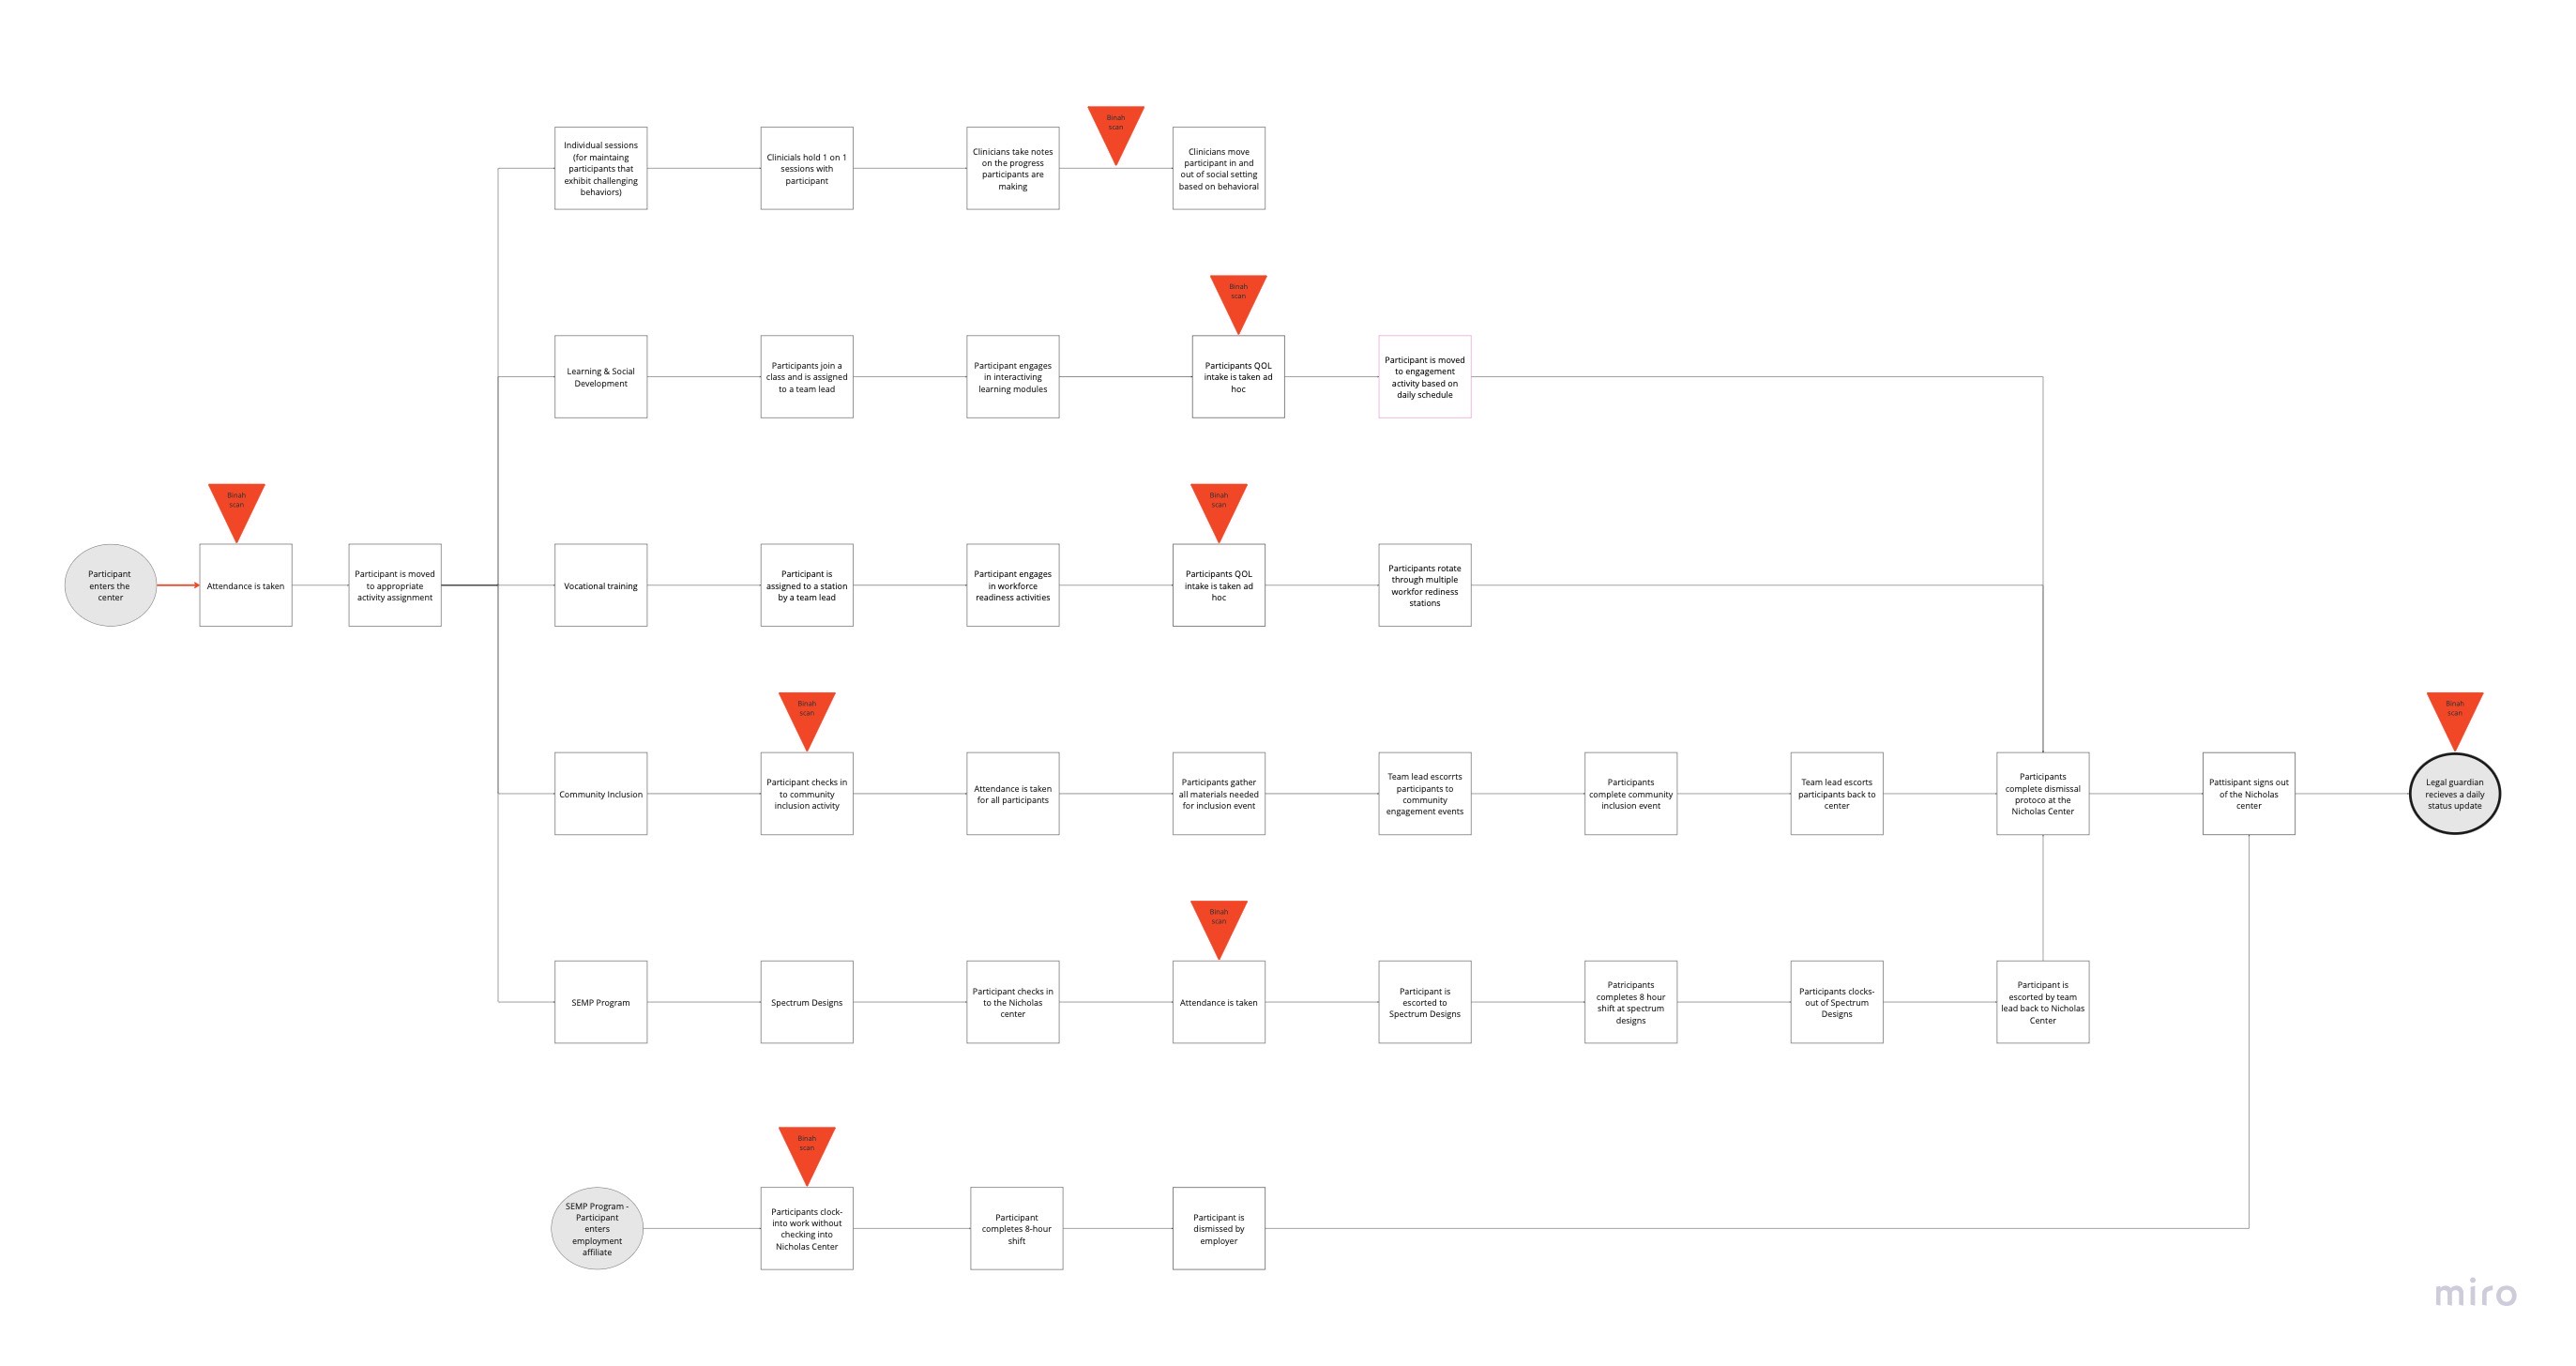 Binah
scan
Individual sessions
(for maintaing
participants that
exhibit challenging
behaviors)
Clinicials hold 1 on 1
sessions with
participant
Clinicians take notes
on the progress
participants are
making
Clinicians move
participant in and
out of social setting
based on behavioral
Binah
scan
Learning & Social
Development
Participants join a
class and is assigned
to a team lead
Participant engages
in interactiving
learning modules
Participants QOL
intake is taken ad
hoc
Participant is moved
to engagement
activity based on
daily schedule
Binah
scan
Binah
scan
Participant
enters the
center
Attendance is taken
Participant is moved
to appropriate
activity assignment
Vocational training
Participant is
assigned to a station
by a team lead
Participant engages
in workforce
readiness activities
Participants QOL
intake is taken ad
hoc
Participants rotate
through multiple
workfor rediness
stations
Binah
scan
Binah
scan
Community Inclusion
Participant checks in
to community
inclusion activity
Attendance is taken
for all participants
Participants gather
all materials needed
for inclusion event
Team lead escorrts
participants to
community
engagement events
Participants
complete community
inclusion event
Team lead escorts
participants back to
center
Participants
complete dismissal
protoco at the
Nicholas Center
Pattisipant signs out
of the Nicholas
center
Legal guardian
recieves a daily
status update
Binah
scan
SEMP Program
Spectrum Designs
Participant checks in
to the Nicholas
center
Attendance is taken
Participant is
escorted to
Spectrum Designs
Patricipants
completes 8 hour
shift at spectrum
designs
Participants clocks-
out of Spectrum
Designs
Participant is
escorted by team
lead back to Nicholas
Center
Binah
scan
SEMP Program -
Participant
enters
employment
affiliate
Participants clock-
into work without
checking into
Nicholas Center
Participant
completes 8-hour
shift
Participant is
dismissed by
employer
miro